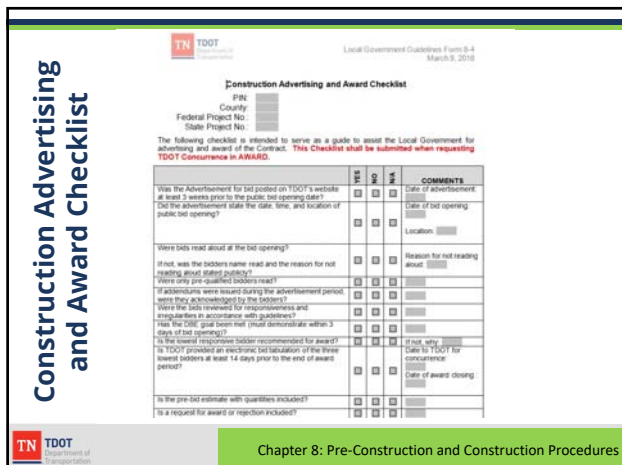 Construction Advertising
and Award Checklist
TN TDOT
Department of
Transportation
Local Government Guidelines Form 8-4
March 9, 2018
Construction Advertising and Award Checklist
PIN:
County:
Federal Project No.:
State Project No.:
The following checklist is intended to serve as a guide to assist the Local Government for
advertising and award of the Contract. This Checklist shall be submitted when requesting
TDOT Concurrence in AWARD.
YES NO N/A COMMENTS
Was the Advertisement for bid posted on TDOT's website
at least 3 weeks prior to the public bid opening date?
Date of advertisement:
Did the advertisement state the date, time, and location of
public bid opening?
Date of bid opening:
Location:
Were bids read aloud at the bid opening?
If not, was the bidders name read and the reason for not
reading aloud stated publicly?
Reason for not reading
aloud:
Were only pre-qualified bidders read?
If addendums were issued during the advertisement period,
were they acknowledged by the bidders?
Were the bids reviewed for responsiveness and
irregularities in accordance with guidelines?
Has the DBE goal been met (must demonstrate within 3
days of bid opening)?
Is the lowest responsive bidder recommended for award?
If not, why:
Is TDOT provided an electronic bid tabulation of the three
lowest bidders at least 14 days prior to the end of award
period?
Date to TDOT for
concurrence:
Date of award closing:
Is the pre-bid estimate with quantities included?
Is a request for award or rejection included?
TN TDOT
Department of
Transportation
Chapter 8: Pre-Construction and Construction Procedures